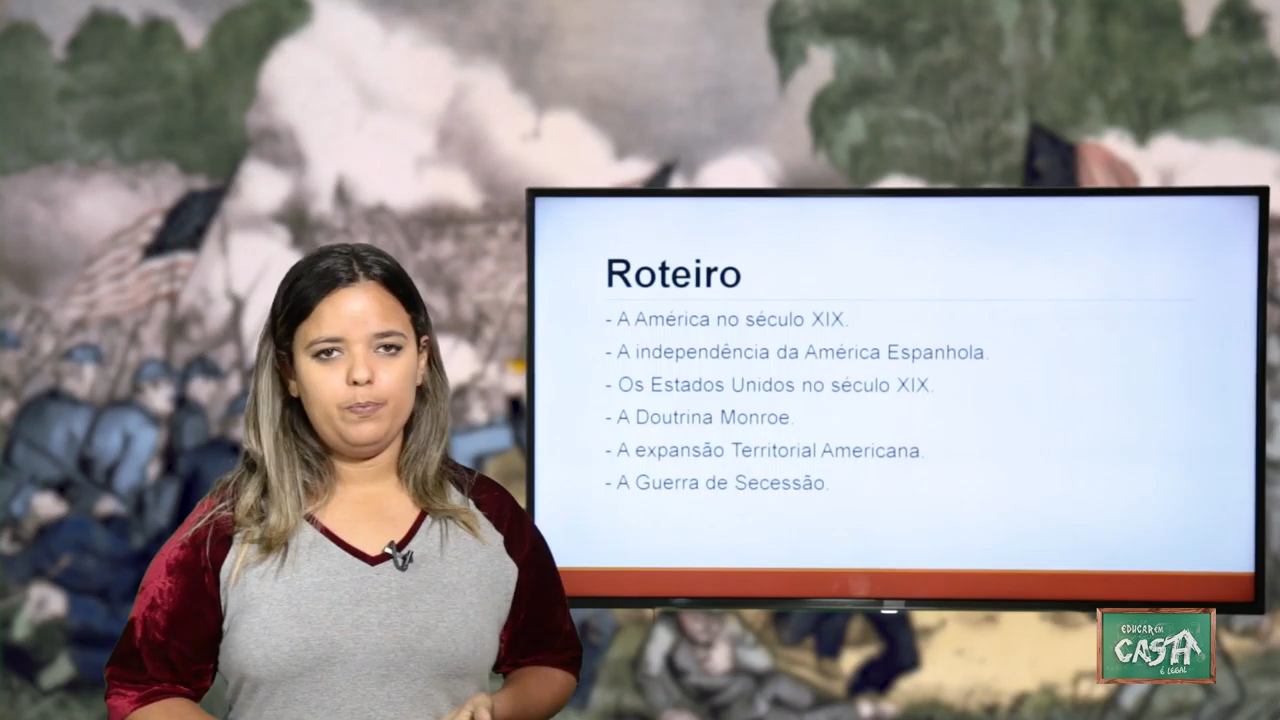 Roteiro
- A América no século XIX.
- A independência da América Espanhola.
- Os Estados Unidos no século XIX.
- A Doutrina Monroe.
- A expansão Territorial Americana.
- A Guerra de Secessão.
EDUCAR EM
CASA
É LEGAL